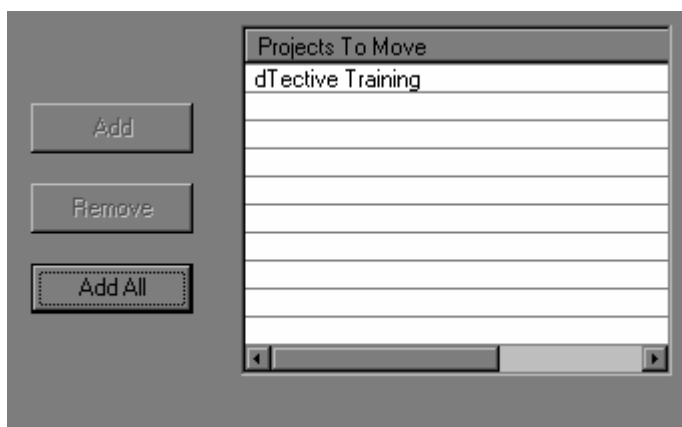 Projects To Move
dTective Training
Add
Remove
Add All